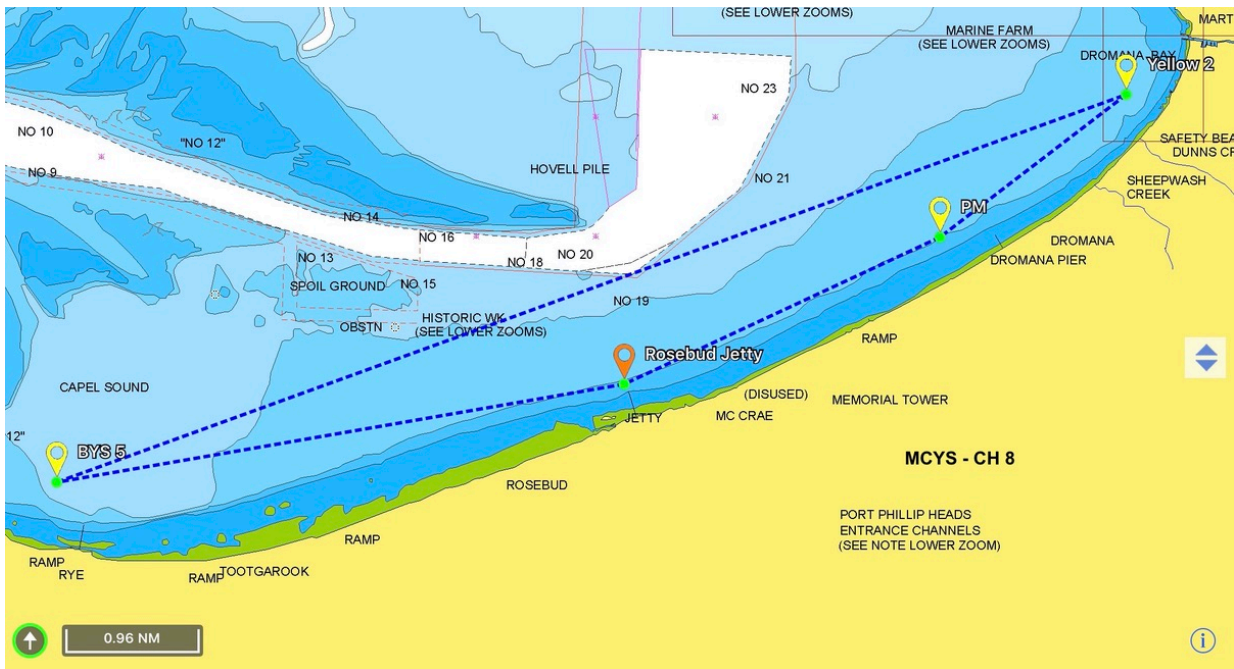 (SEE LOWER ZOOMS)
MART
MARINE FARM
(SEE LOWER ZOOMS)
DROMANA BAY
Yellow 2
NO 23
NO 10
"NO 12"
SAFETY BEA
DUNNS CR
NO 9
HOVELL PILE
NO 21
SHEEPWASH
CREEK
NO 14
PM
NO 16
NO 20
NO 18
DROMANA
DROMANA PIER
NO 13
SPOIL GROUND
NO 15
NO 19
HISTORIC WK
(SEE LOWER ZOOMS)
OBSTN
RAMP
Rosebud Jetty
CAPEL SOUND
(DISUSED)
MEMORIAL TOWER
JETTY
MC CRAE
12"
BYS 5
MCYS - CH 8
ROSEBUD
PORT PHILLIP HEADS
ENTRANCE CHANNELS
(SEE NOTE LOWER ZOOM)
RAMP
RAMP
RYE
RAMP
TOOTGAROOK
0.96 NM
i